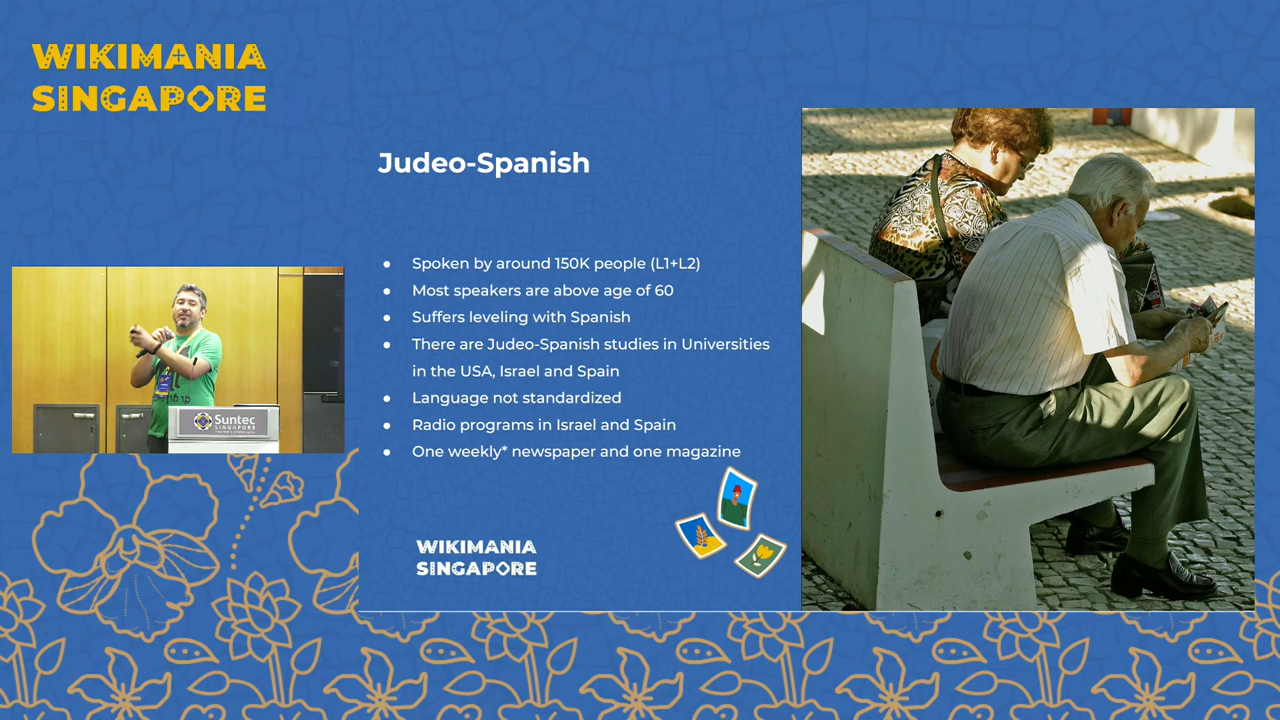 WIKIMANIA
SINGAPORE
Judeo-Spanish
● Spoken by around 150K people (L1+L2)
● Most speakers are above age of 60
● Suffers leveling with Spanish
● There are Judeo-Spanish studies in Universities
in the USA, Israel and Spain
● Language not standardized
● Radio programs in Israel and Spain
● One weekly* newspaper and one magazine
Suntec
SINGAPORE
WIKIMANIA
SINGAPORE